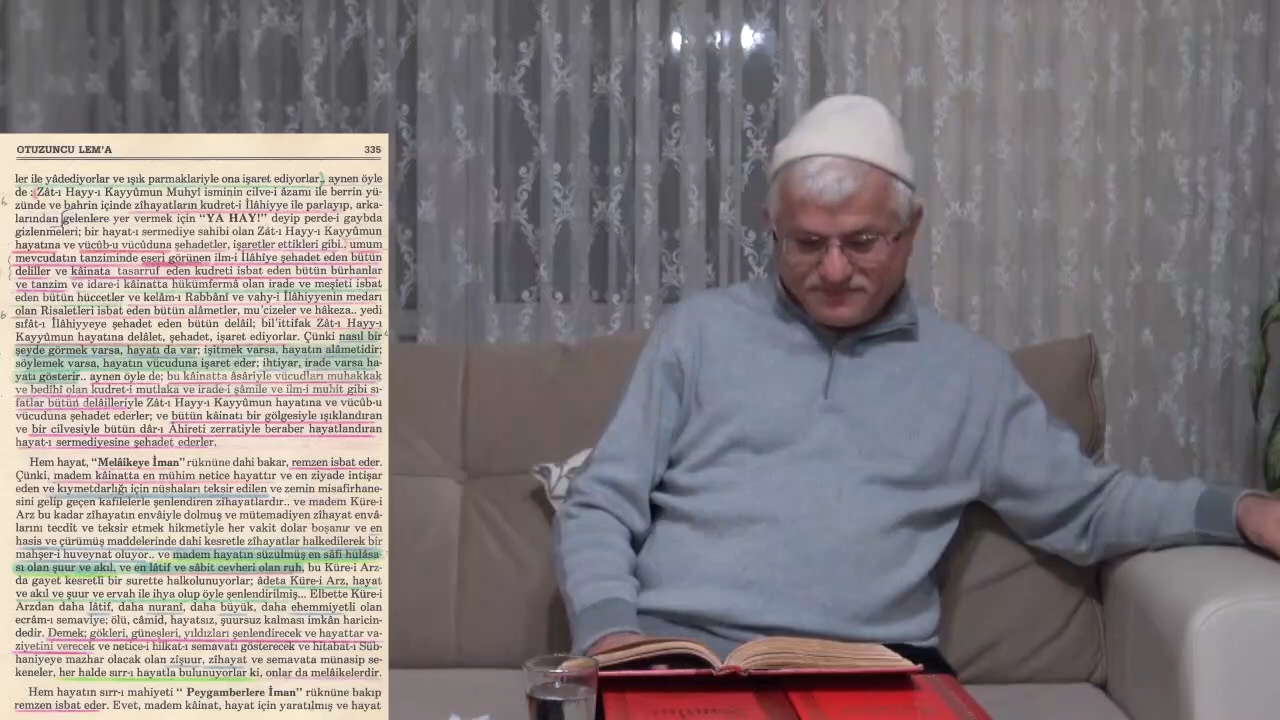 OTUZUNCU LEM'A 335
ler ile yâdediyorlar ve ışık parmaklariyle ona işaret ediyorlar, aynen öyle
de : Zât-ı Hayy-ı Kayyûmun Muhyî isminin cilve-i âzamı ile berrin yü-
zünde ve bahrin içinde zîhayatların kudret-i İlâhiyye ile parlayıp, arka-
larından gelenlere yer vermek için "YA HAY!" deyip perde-i gaybda
gizlenmeleri; bir hayat-ı sermediye sahibi olan Zât-ı Hayy-ı Kayyûmun
hayatına ve vücûb-u vücûduna şehadetler, işaretler ettikleri gibi.. umum
mevcudatın tanziminde eseri görünen ilm-i İlâhîye şehadet eden bütün
deliller ve kâinata tasarruf eden kudreti isbat eden bütün bürhanlar
ve tanzim ve idare-i kâinatta hükümfermâ olan irade ve meşieti isbat
eden bütün hüccetler ve kelâm-ı Rabbânî ve vahy-i İlâhiyyenin medarı
olan Risaletleri isbat eden bütün alâmetler, mu'cizeler ve hâkeza.. yedi
sıfât-ı İlâhiyyeye şehadet eden bütün delâil; bil'ittifak Zât-ı Hayy-ı
Kayyûmun hayatına delâlet, şehadet, işaret ediyorlar. Çünki nasıl bir
şeyde görmek varsa, hayatı da var; işitmek varsa, hayatın alâmetidir;
söylemek varsa, hayatın vücuduna işaret eder; ihtiyar, irade varsa ha-
yatı gösterir.. aynen öyle de; bu kâinatta âsâriyle vücudları muhakkak
ve bedîhî olan kudret-i mutlaka ve irade-i şâmile ve ilm-i muhit gibi sı-
fatlar bütün delâilleriyle Zât-ı Hayy-ı Kayyûmun hayatına ve vücûb-u
vücuduna şehadet ederler; ve bütün kâinatı bir gölgesiyle ışıklandıran
ve bir cilvesiyle bütün dâr-ı Âhireti zerratiyle beraber hayatlandıran
hayat-ı sermediyesine şehadet ederler.
Hem hayat, "Melâikeye İman" rüknüne dahi bakar, remzen isbat eder.
Çünki, madem kâinatta en mühim netice hayattır ve en ziyade intişar
eden ve kıymetdarlığı için nüshaları teksir edilen ve zemin misafirhane-
sini gelip geçen kafilelerle şenlendiren zîhayatlardır.. ve madem Küre-i
Arz bu kadar zîhayatın envâiyle dolmuş ve mütemadiyen zîhayat envâ-
larını tecdit ve teksir etmek hikmetiyle her vakit dolar boşanır ve en
hasis ve çürümüş maddelerinde dahi kesretle zîhayatlar halkedilerek bir
mahşer-i huveynat oluyor.. ve madem hayatın süzülmüş en sâfi hülâsa-
sı olan şuur ve akıl, ve en lâtif ve sâbit cevheri olan ruh, bu Küre-i Arz-
da gayet kesretli bir surette halkolunuyorlar; âdeta Küre-i Arz, hayat
ve akıl ve şuur ve ervah ile ihya olup öyle şenlendirilmiş... Elbette Küre-i
Arzdan daha lâtif, daha nuranî, daha büyük, daha ehemmiyetli olan
ecrâm-ı semaviye; ölü, câmid, hayatsız, şuursuz kalması imkân haricin-
dedir. Demek; gökleri, güneşleri, yıldızları şenlendirecek ve hayattar va-
ziyetini verecek ve netice-i hilkat-ı semavatı gösterecek ve hitabat-ı Süb-
haniyeye mazhar olacak olan zîşuur, zîhayat ve semavata münasip se-
keneler, her halde sırr-ı hayatla bulunuyorlar ki, onlar da melâikelerdir.
Hem hayatın sırr-ı mahiyeti " Peygamberlere İman" rüknüne bakıp
remzen isbat eder. Evet, madem kâinat, hayat için yaratılmış ve hayat